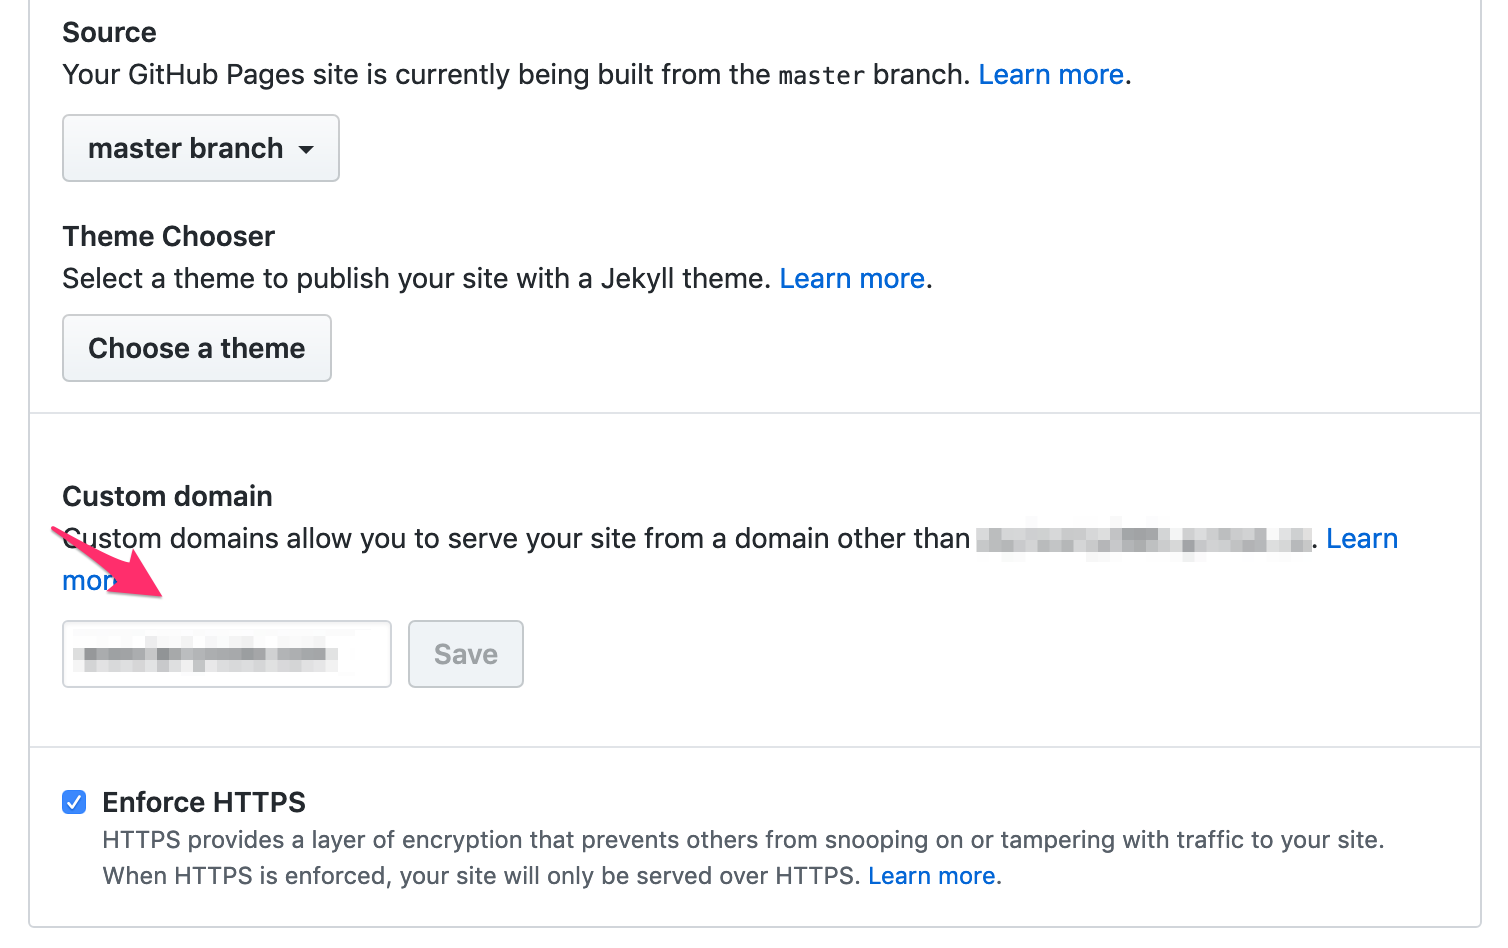 Source
Your GitHub Pages site is currently being built from the master branch. Learn more.
master branch
Theme Chooser
Select a theme to publish your site with a Jekyll theme. Learn more.
Choose a theme
Custom domain
Custom domains allow you to serve your site from a domain other than . Learn
mor
Save
Enforce HTTPS
HTTPS provides a layer of encryption that prevents others from snooping on or tampering with traffic to your site.
When HTTPS is enforced, your site will only be served over HTTPS. Learn more.